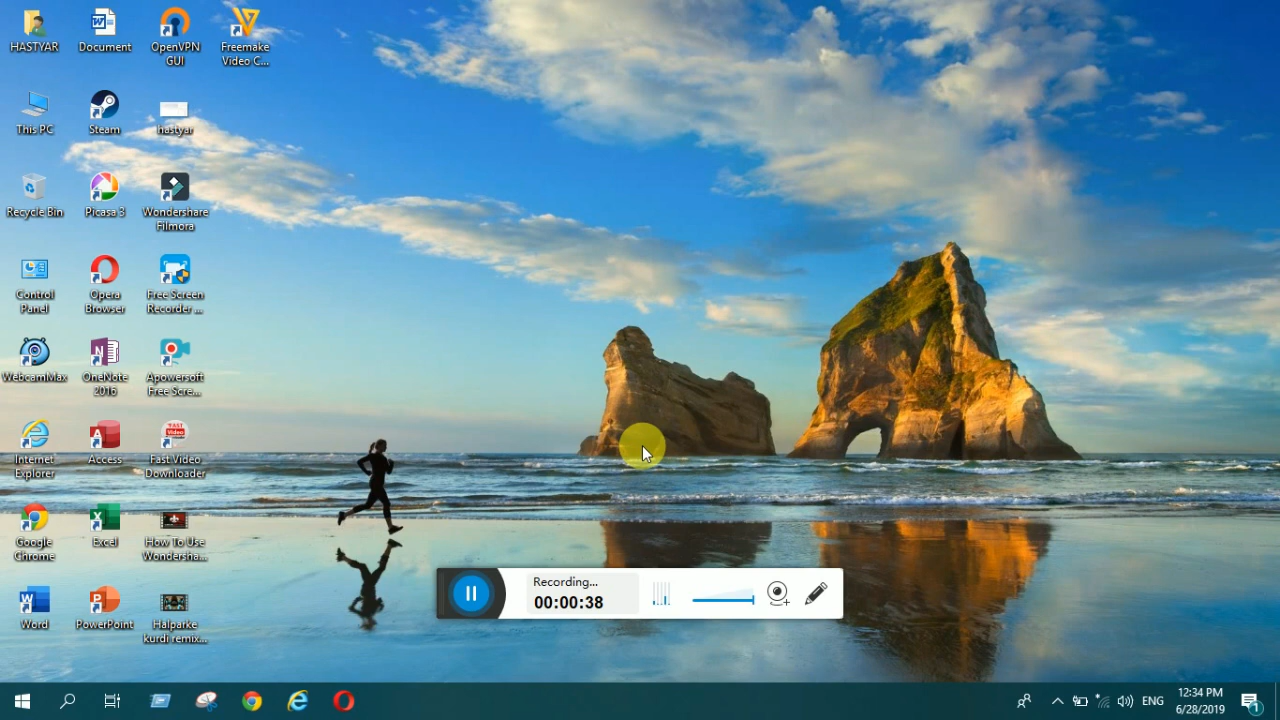 HASTYAR
Document
OpenVPN
GUI
Freemake
Video C...
This PC
Steam
hastyar
Recycle Bin
Picasa 3
Wondershare
Filmora
Control
Panel
Opera
Browser
Free Screen
Recorder ...
WebcamMax
OneNote
2016
Apowersoft
Free Scre...
Internet
Explorer
Access
FAST
Video
Fast Video
Downloader
Google
Chrome
Excel
How To Use
Wondersha...
Word
PowerPoint
Halparke
kurdi remix...
Recording...
00:00:38
ENG
12:34 PM
6/28/2019
1